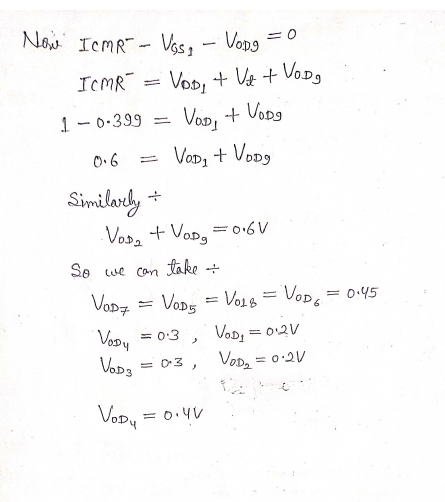 Now ICMR⁻ - VGS1 - VOD9 = 0
ICMR⁻ = VOD1 + Vt + VOD9
1 - 0.399 = VOD1 + VOD9
0.6 = VOD1 + VOD9
Similarly ÷
VOD2 + VOD9 = 0.6V
So we can take ÷
VOD7 = VOD5 = VO18 = VOD6 = 0.45
VOD4 = 0.3 , VOD1 = 0.2V
VOD3 = 0.3 , VOD2 = 0.2V
VOD4 = 0.4V